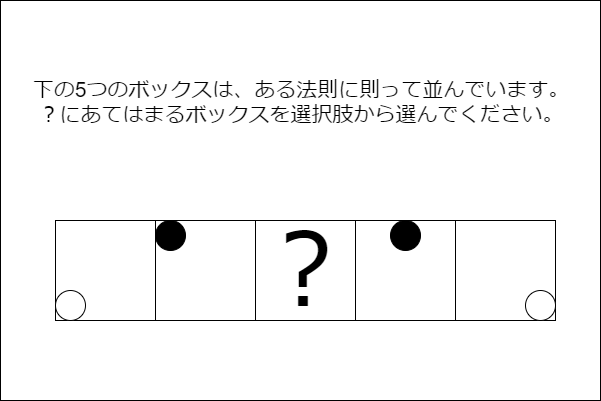 下の5つのボックスは、ある法則に則って並んでいます。
？にあてはまるボックスを選択肢から選んでください。
?